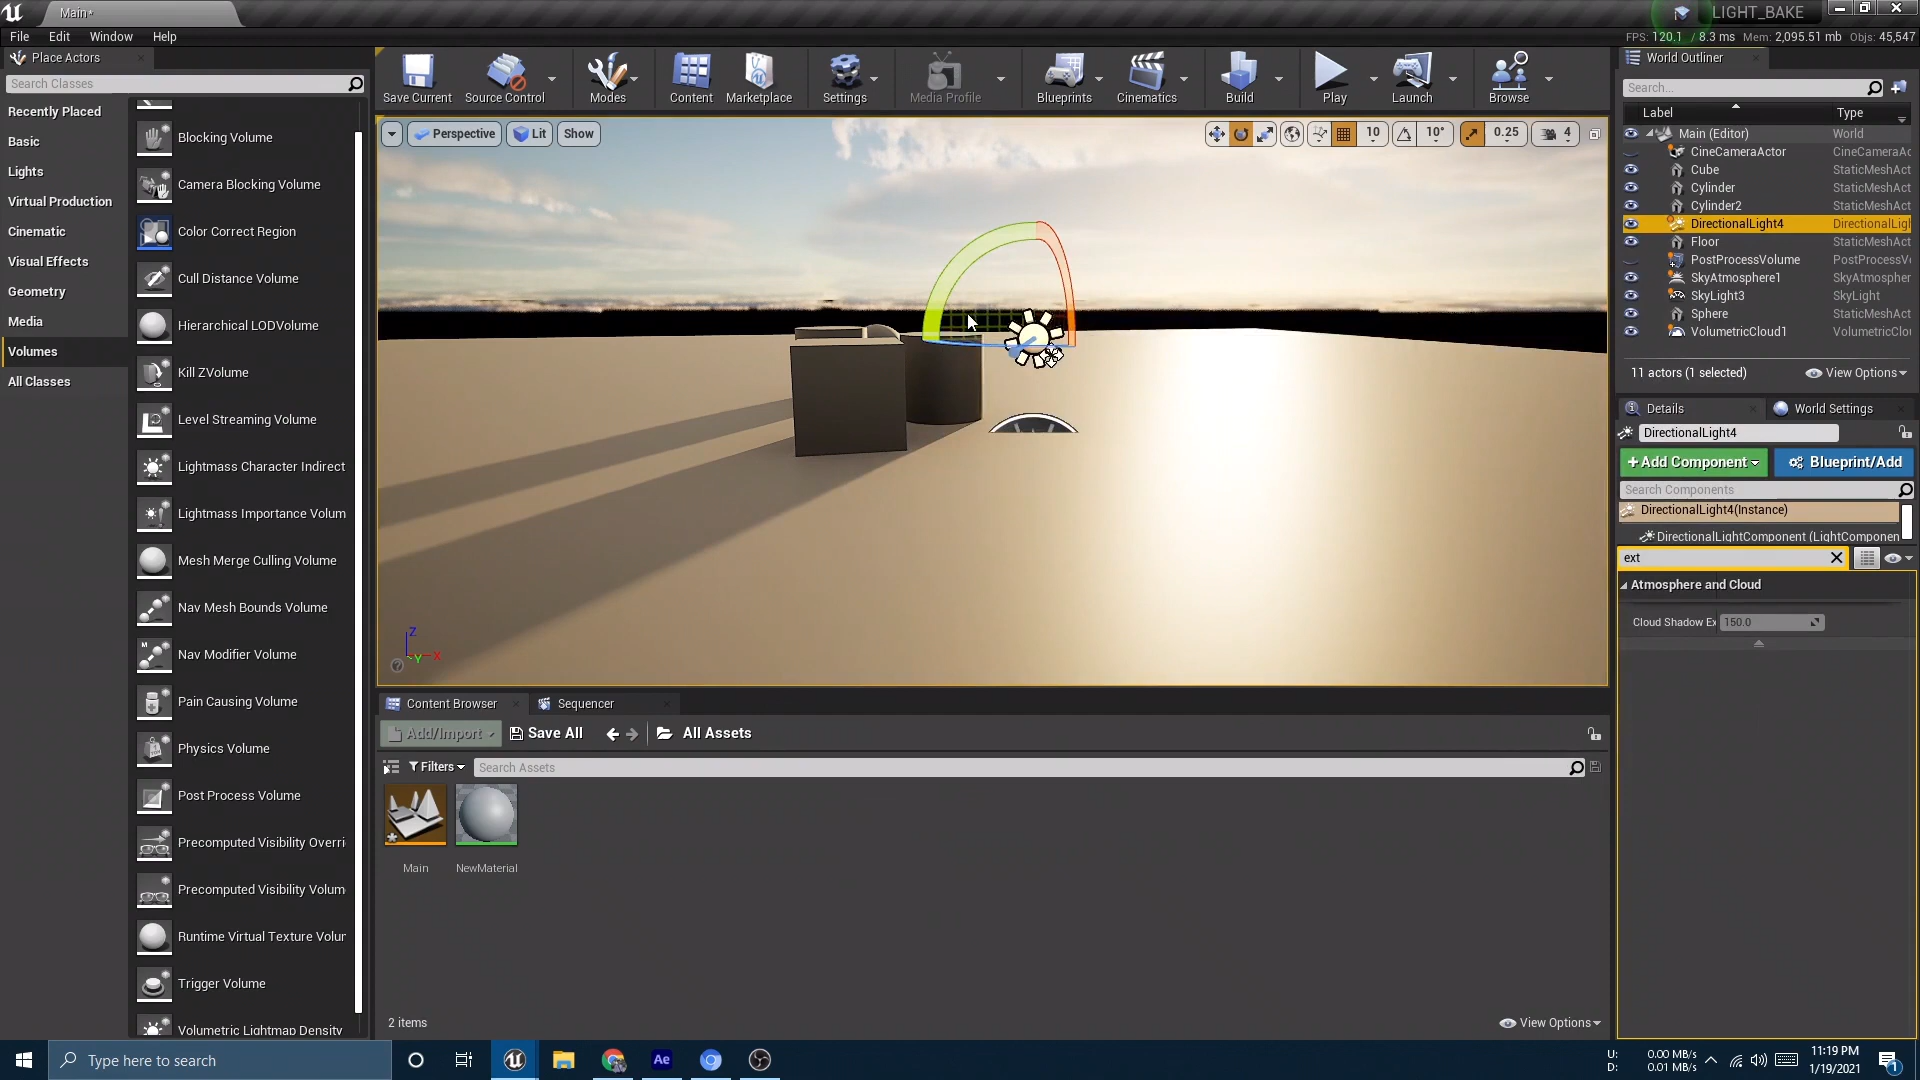 Main*
LIGHT_BAKE
File Edit Window Help
FPS: 120.1 / 8.3 ms Mem: 2,095.51 mb Objs: 45,547
Place Actors
Search Classes
Recently Placed
Basic
Lights
Virtual Production
Cinematic
Visual Effects
Geometry
Media
Volumes
All Classes
Blocking Volume
Camera Blocking Volume
Color Correct Region
Cull Distance Volume
Hierarchical LODVolume
Kill ZVolume
Level Streaming Volume
Lightmass Character Indirect
Lightmass Importance Volum
Mesh Merge Culling Volume
Nav Mesh Bounds Volume
Nav Modifier Volume
Pain Causing Volume
Physics Volume
Post Process Volume
Precomputed Visibility Overri
Precomputed Visibility Volum
Runtime Virtual Texture Volur
Trigger Volume
Volumetric Lightmap Density
Save Current Source Control Modes Content Marketplace Settings Media Profile Blueprints Cinematics Build Play Launch Browse
Perspective Lit Show
10 10° 0.25 4
Z
Y X
Content Browser Sequencer
Add/Import Save All All Assets
Filters Search Assets
Main NewMaterial
2 items View Options
World Outliner
Search...
Label Type
Main (Editor) World
CineCameraActor CineCameraAc
Cube StaticMeshAct
Cylinder StaticMeshAct
Cylinder2 StaticMeshAct
DirectionalLight4 DirectionalLigh
Floor StaticMeshAct
PostProcessVolume PostProcessVo
SkyAtmosphere1 SkyAtmospher
SkyLight3 SkyLight
Sphere StaticMeshAct
VolumetricCloud1 VolumetricClou
11 actors (1 selected) View Options
Details World Settings
DirectionalLight4
+Add Component Blueprint/Add
Search Components
DirectionalLight4(Instance)
DirectionalLightComponent (LightComponen
ext
Atmosphere and Cloud
Cloud Shadow Ex 150.0
Type here to search
Ae
U: 0.00 MB/s
D: 0.01 MB/s
11:19 PM
1/19/2021
1